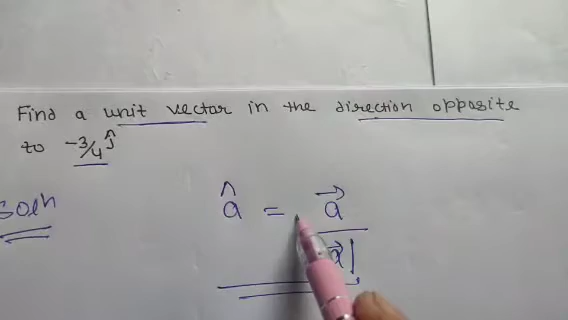 Find a unit vector in the direction opposite
to -3/4 ĵ
Soln
â = a⃗
a⃗|